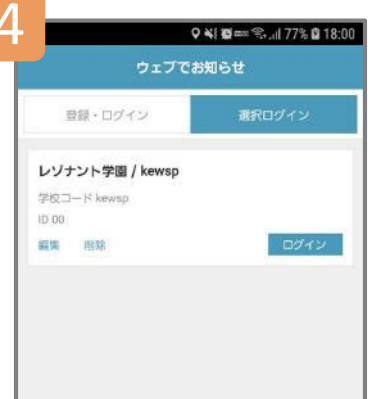 4
77% 18:00
ウェブでお知らせ
登録・ログイン 選択ログイン
レゾナント学園 / kewsp
学校コード kewsp
ID 00
編集 削除 ログイン